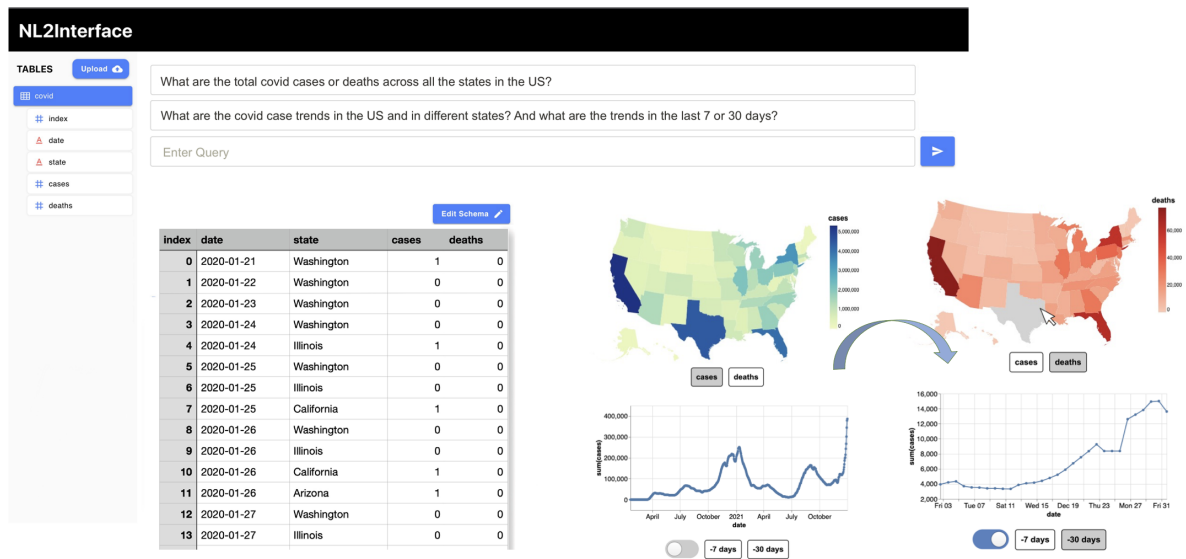 NL2Interface
TABLES
Upload
covid
index
date
state
cases
deaths
What are the total covid cases or deaths across all the states in the US?
What are the covid case trends in the US and in different states? And what are the trends in the last 7 or 30 days?
Enter Query
Edit Schema
index date state cases deaths
0 2020-01-21 Washington 1 0
1 2020-01-22 Washington 0 0
2 2020-01-23 Washington 0 0
3 2020-01-24 Washington 0 0
4 2020-01-24 Illinois 1 0
5 2020-01-25 Washington 0 0
6 2020-01-25 Illinois 0 0
7 2020-01-25 California 1 0
8 2020-01-26 Washington 0 0
9 2020-01-26 Illinois 0 0
10 2020-01-26 California 1 0
11 2020-01-26 Arizona 1 0
12 2020-01-27 Washington 0 0
13 2020-01-27 Illinois 0 0
cases
5,000,000
4,000,000
3,000,000
2,000,000
1,000,000
0
cases deaths
sum(cases)
400,000
300,000
200,000
100,000
0
April July October 2021 April July October
date
-7 days -30 days
deaths
60,000
40,000
20,000
0
cases deaths
sum(cases)
16,000
14,000
12,000
10,000
8,000
6,000
4,000
2,000
Fri 03 Tue 07 Sat 11 Wed 15 Dec 19 Thu 23 Mon 27 Fri 31
date
-7 days -30 days